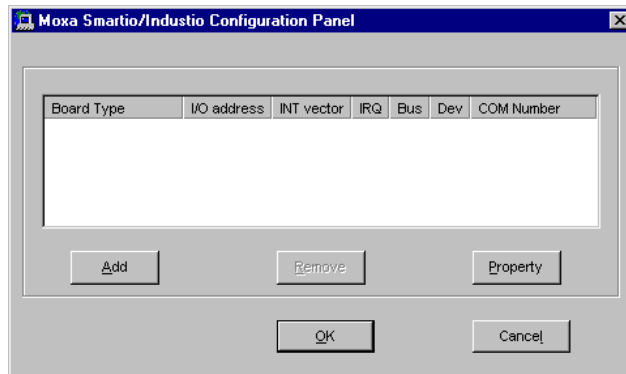 Moxa Smartio/Industio Configuration Panel
Board Type I/O address INT vector IRQ Bus Dev COM Number
Add Remove Property
OK Cancel